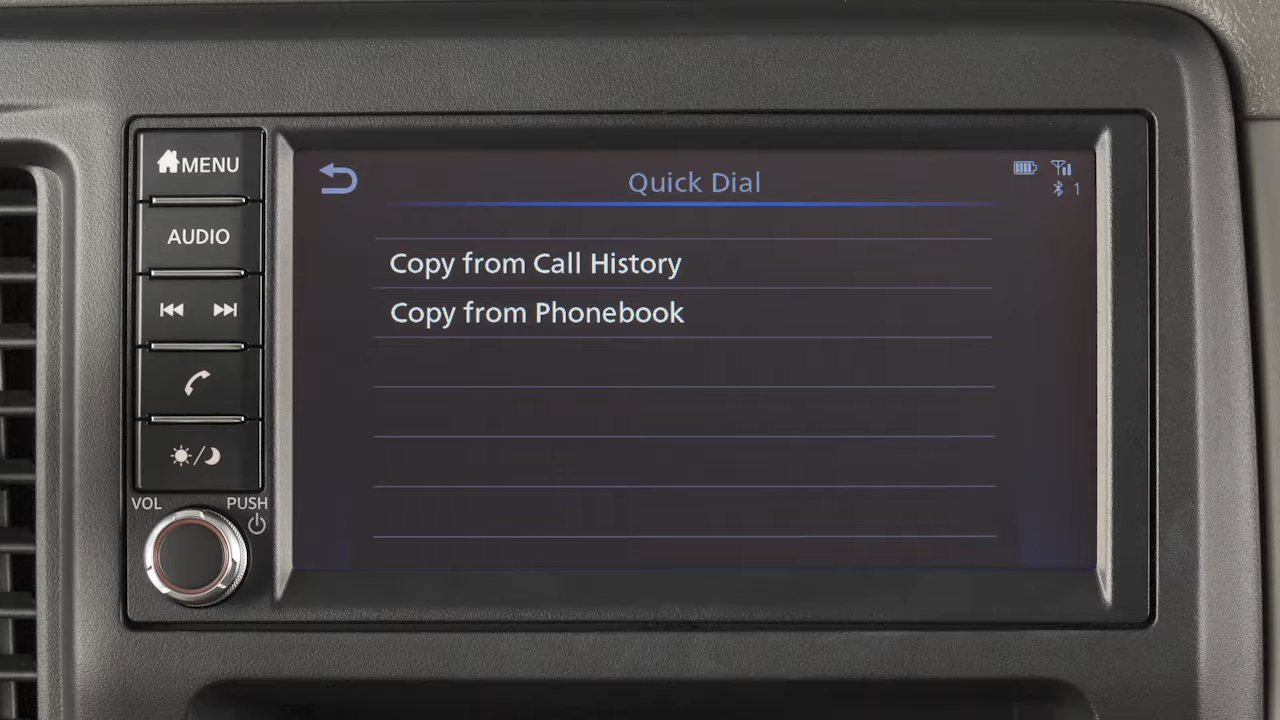 MENU
AUDIO
VOL PUSH
Quick Dial
1
Copy from Call History
Copy from Phonebook